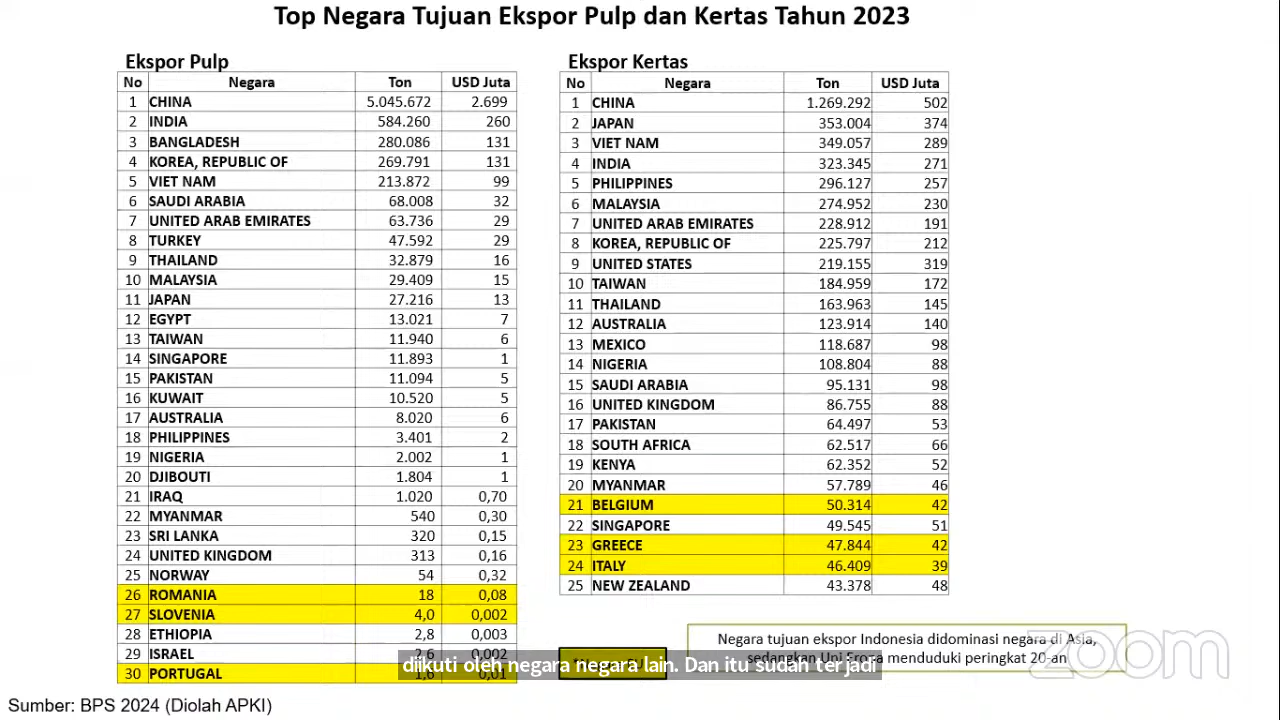 Top Negara Tujuan Ekspor Pulp dan Kertas Tahun 2023
Ekspor Pulp
No Negara Ton USD Juta
1 CHINA 5.045.672 2.699
2 INDIA 584.260 260
3 BANGLADESH 280.086 131
4 KOREA, REPUBLIC OF 269.791 131
5 VIET NAM 213.872 99
6 SAUDI ARABIA 68.008 32
7 UNITED ARAB EMIRATES 63.736 29
8 TURKEY 47.592 29
9 THAILAND 32.879 16
10 MALAYSIA 29.409 15
11 JAPAN 27.216 13
12 EGYPT 13.021 7
13 TAIWAN 11.940 6
14 SINGAPORE 11.893 1
15 PAKISTAN 11.094 5
16 KUWAIT 10.520 5
17 AUSTRALIA 8.020 6
18 PHILIPPINES 3.401 2
19 NIGERIA 2.002 1
20 DJIBOUTI 1.804 1
21 IRAQ 1.020 0,70
22 MYANMAR 540 0,30
23 SRI LANKA 320 0,15
24 UNITED KINGDOM 313 0,16
25 NORWAY 54 0,32
26 ROMANIA 18 0,08
27 SLOVENIA 4,0 0,002
28 ETHIOPIA 2,8 0,003
29 ISRAEL 2,6 0,002
30 PORTUGAL 1,6 0,01
Ekspor Kertas
No Negara Ton USD Juta
1 CHINA 1.269.292 502
2 JAPAN 353.004 374
3 VIET NAM 349.057 289
4 INDIA 323.345 271
5 PHILIPPINES 296.127 257
6 MALAYSIA 274.952 230
7 UNITED ARAB EMIRATES 228.912 191
8 KOREA, REPUBLIC OF 225.797 212
9 UNITED STATES 219.155 319
10 TAIWAN 184.959 172
11 THAILAND 163.963 145
12 AUSTRALIA 123.914 140
13 MEXICO 118.687 98
14 NIGERIA 108.804 88
15 SAUDI ARABIA 95.131 98
16 UNITED KINGDOM 86.755 88
17 PAKISTAN 64.497 53
18 SOUTH AFRICA 62.517 66
19 KENYA 62.352 52
20 MYANMAR 57.789 46
21 BELGIUM 50.314 42
22 SINGAPORE 49.545 51
23 GREECE 47.844 42
24 ITALY 46.409 39
25 NEW ZEALAND 43.378 48
Negara tujuan ekspor Indonesia didominasi negara di Asia,
sedangkan Uni Eropa menduduki peringkat 20-an
zoom
diikuti oleh negara negara lain. Dan itu sudah terjadi
Sumber: BPS 2024 (Diolah APKI)